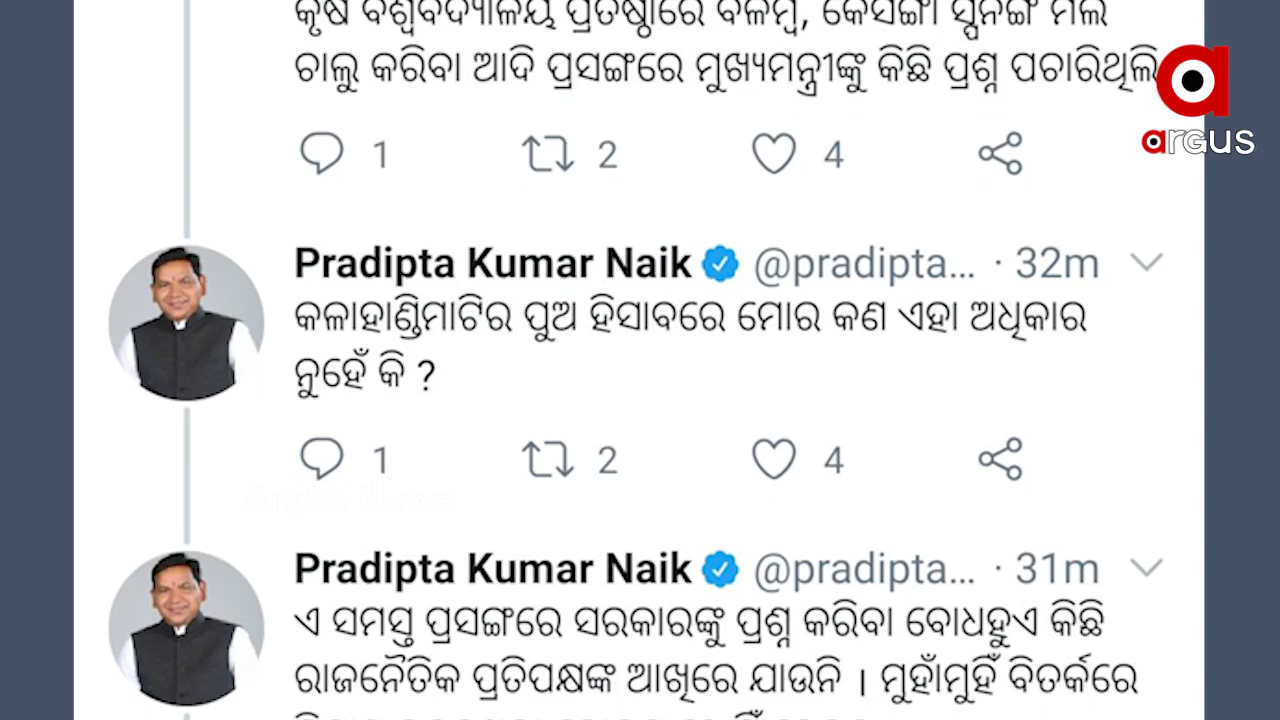 କୃଷି ବିଶ୍ୱବିଦ୍ୟାଳୟ ପ୍ରତିଷ୍ଠାରେ ବିଳମ୍ବ, କେସିଙ୍ଗା ସ୍ପିନିଙ୍ଗ ମିଲ
ଚାଲୁ କରିବା ଆଦି ପ୍ରସଙ୍ଗରେ ମୁଖ୍ୟମନ୍ତ୍ରୀଙ୍କୁ କିଛି ପ୍ରଶ୍ନ ପଚାରିଥିଲି
argus
1 2 4
Pradipta Kumar Naik @pradipta... · 32m
କଳାହାଣ୍ଡିମାଟିର ପୁଅ ହିସାବରେ ମୋର କଣ ଏହା ଅଧିକାର
ନୁହେଁ କି ?
1 2 4
Argus News
Pradipta Kumar Naik @pradipta... · 31m
ଏ ସମସ୍ତ ପ୍ରସଙ୍ଗରେ ସରକାରଙ୍କୁ ପ୍ରଶ୍ନ କରିବା ବୋଧହୁଏ କିଛି
ରାଜନୈତିକ ପ୍ରତିପକ୍ଷଙ୍କ ଆଖିରେ ଯାଉନି । ମୁହାଁମୁହିଁ ବିତର୍କରେ